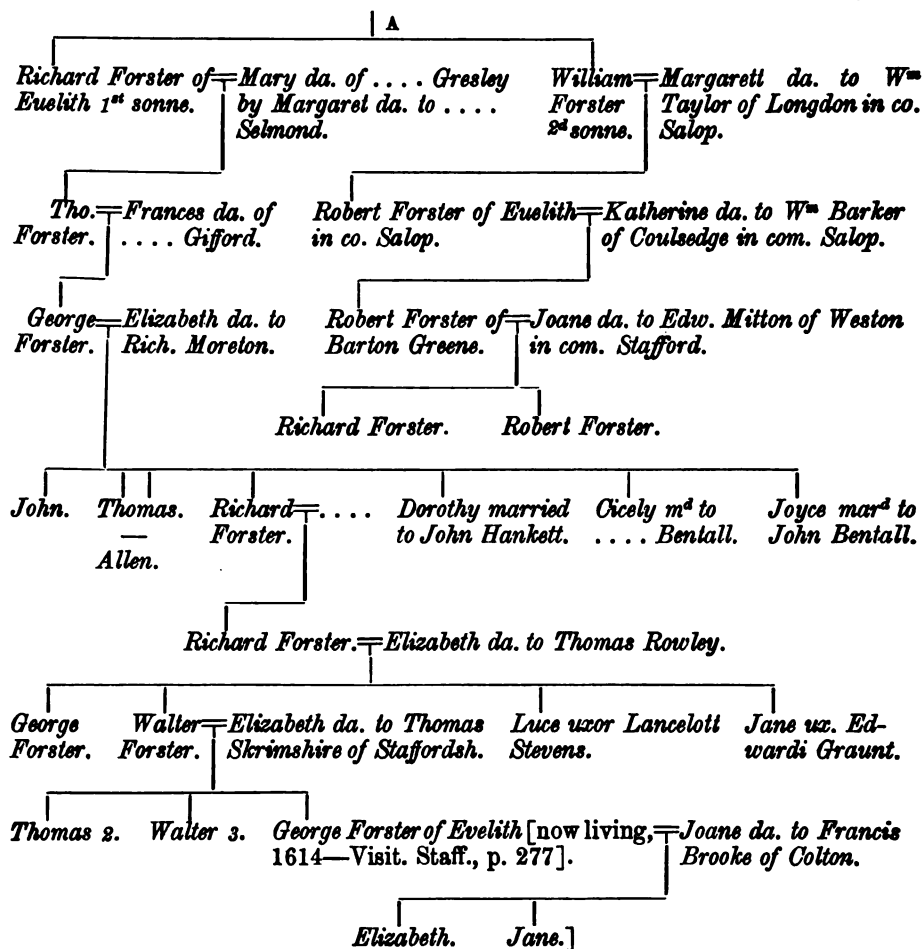 A
Richard Forster of Euelith 1st sonne.
Mary da. of .... Gresley by Margaret da. to .... Selmond.
William Forster 2d sonne.
Margarett da. to Wm Taylor of Longdon in co. Salop.
Tho. Forster.
Frances da. of .... Gifford.
Robert Forster of Euelith in co. Salop.
Katherine da. to Wm Barker of Coulsedge in com. Salop.
George Forster.
Elizabeth da. to Rich. Moreton.
Robert Forster of Barton Greene.
Joane da. to Edw. Mitton of Weston in com. Stafford.
Richard Forster.
Robert Forster.
John.
Thomas.
—
Allen.
Richard Forster.
....
Dorothy married to John Hankett.
Cicely md to .... Bentall.
Joyce mard to John Bentall.
Richard Forster.
Elizabeth da. to Thomas Rowley.
George Forster.
Walter Forster.
Elizabeth da. to Thomas Skrimshire of Staffordsh.
Luce uxor Lancelott Stevens.
Jane ux. Edwardi Graunt.
Thomas 2.
Walter 3.
George Forster of Evelith [now living, 1614—Visit. Staff., p. 277].
Joane da. to Francis Brooke of Colton.
Elizabeth.
Jane.]